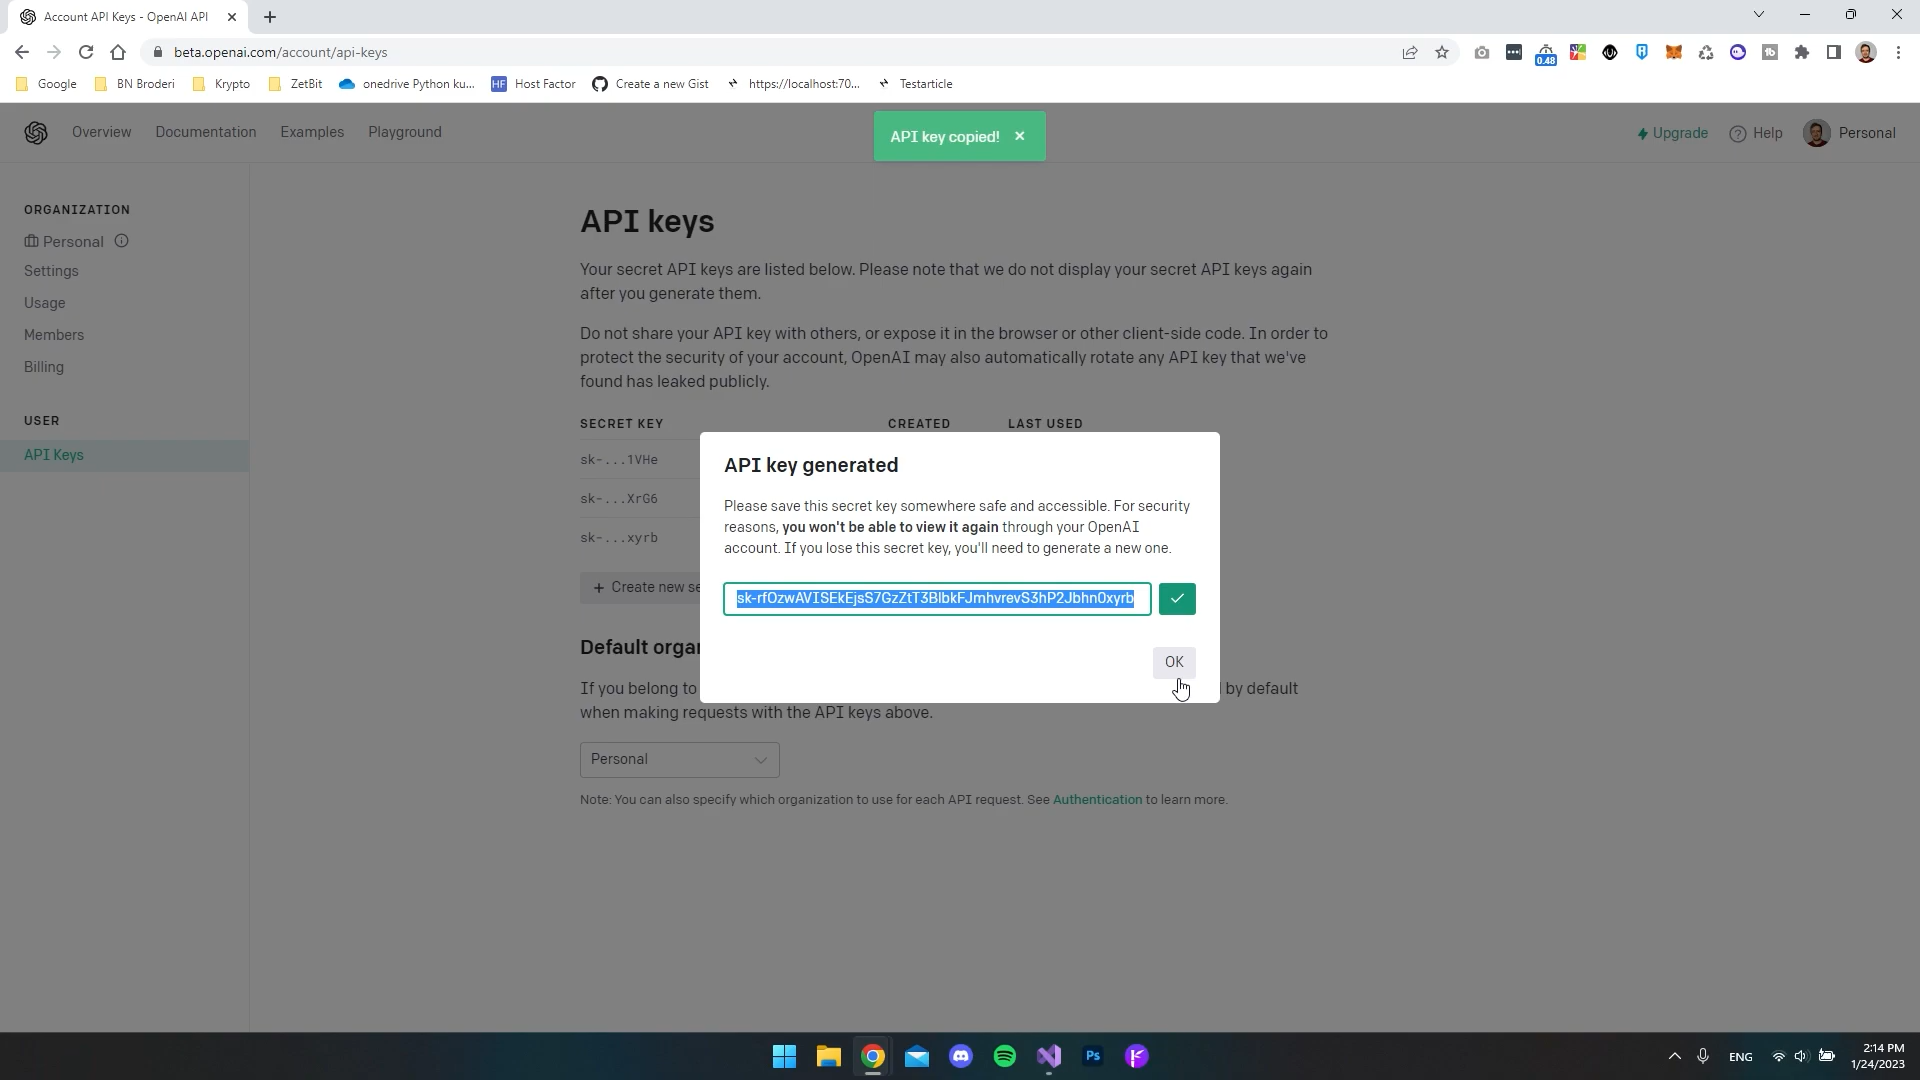 Account API Keys - OpenAI API
beta.openai.com/account/api-keys
0.48
Google
BN Broderi
Krypto
ZetBit
onedrive Python ku...
HF
Host Factor
Create a new Gist
https://localhost:70...
Testarticle
Overview
Documentation
Examples
Playground
API key copied!
Upgrade
Help
Personal
ORGANIZATION
Personal
Settings
Usage
Members
Billing
USER
API Keys
API keys
Your secret API keys are listed below. Please note that we do not display your secret API keys again
after you generate them.
Do not share your API key with others, or expose it in the browser or other client-side code. In order to
protect the security of your account, OpenAI may also automatically rotate any API key that we've
found has leaked publicly.
SECRET KEY
CREATED
LAST USED
sk-...1VHe
sk-...XrG6
sk-...xyrb
+ Create new se
API key generated
Please save this secret key somewhere safe and accessible. For security
reasons, you won't be able to view it again through your OpenAI
account. If you lose this secret key, you'll need to generate a new one.
OK
Default organ
If you belong to
by default
when making requests with the API keys above.
Personal
Note: You can also specify which organization to use for each API request. See Authentication to learn more.
Ps
ENG
2:14 PM
1/24/2023